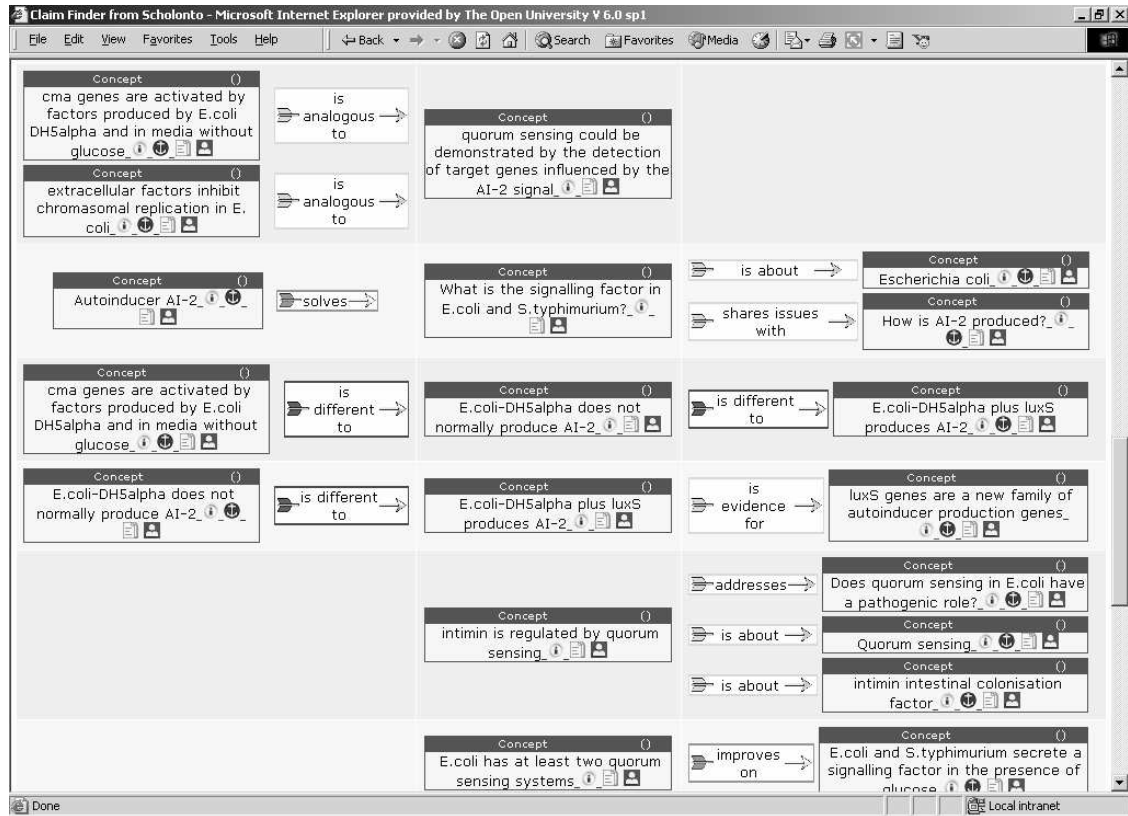 Claim Finder from Scholonto - Microsoft Internet Explorer provided by The Open University V 6.0 sp1
File Edit View Favorites Tools Help
Back Search Favorites Media
Concept ()
cma genes are activated by
factors produced by E.coli
DH5alpha and in media without
glucose_
is
analogous
to
Concept ()
extracellular factors inhibit
chromasomal replication in E.
coli_
is
analogous
to
Concept ()
quorum sensing could be
demonstrated by the detection
of target genes influenced by the
AI-2 signal_
Concept ()
Autoinducer AI-2_
solves
Concept ()
What is the signalling factor in
E.coli and S.typhimurium?_
is about
Concept ()
Escherichia coli_
shares issues
with
Concept ()
How is AI-2 produced?_
Concept ()
cma genes are activated by
factors produced by E.coli
DH5alpha and in media without
glucose_
is
different
to
Concept ()
E.coli-DH5alpha does not
normally produce AI-2_
is different
to
Concept ()
E.coli-DH5alpha plus luxS
produces AI-2_
Concept ()
E.coli-DH5alpha does not
normally produce AI-2_
is different
to
Concept ()
E.coli-DH5alpha plus luxS
produces AI-2_
is
evidence
for
Concept ()
luxS genes are a new family of
autoinducer production genes_
Concept ()
intimin is regulated by quorum
sensing_
addresses
Concept ()
Does quorum sensing in E.coli have
a pathogenic role?_
is about
Concept ()
Quorum sensing_
is about
Concept ()
intimin intestinal colonisation
factor_
Concept ()
E.coli has at least two quorum
sensing systems_
improves
on
Concept ()
E.coli and S.typhimurium secrete a
signalling factor in the presence of
glucose_
Done
Local intranet